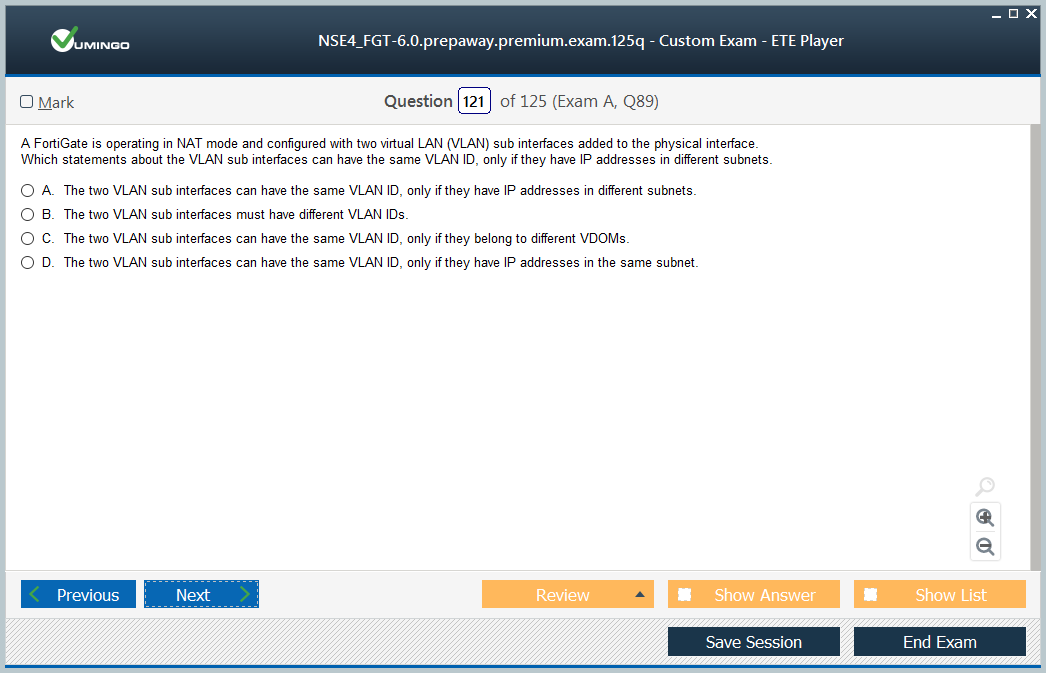 VUMINGO
NSE4_FGT-6.0.prepaway.premium.exam.125q - Custom Exam - ETE Player
Mark
Question 121 of 125 (Exam A, Q89)
A FortiGate is operating in NAT mode and configured with two virtual LAN (VLAN) sub interfaces added to the physical interface.
Which statements about the VLAN sub interfaces can have the same VLAN ID, only if they have IP addresses in different subnets.
A. The two VLAN sub interfaces can have the same VLAN ID, only if they have IP addresses in different subnets.
B. The two VLAN sub interfaces must have different VLAN IDs.
C. The two VLAN sub interfaces can have the same VLAN ID, only if they belong to different VDOMs.
D. The two VLAN sub interfaces can have the same VLAN ID, only if they have IP addresses in the same subnet.
Previous Next Review Show Answer Show List
Save Session End Exam